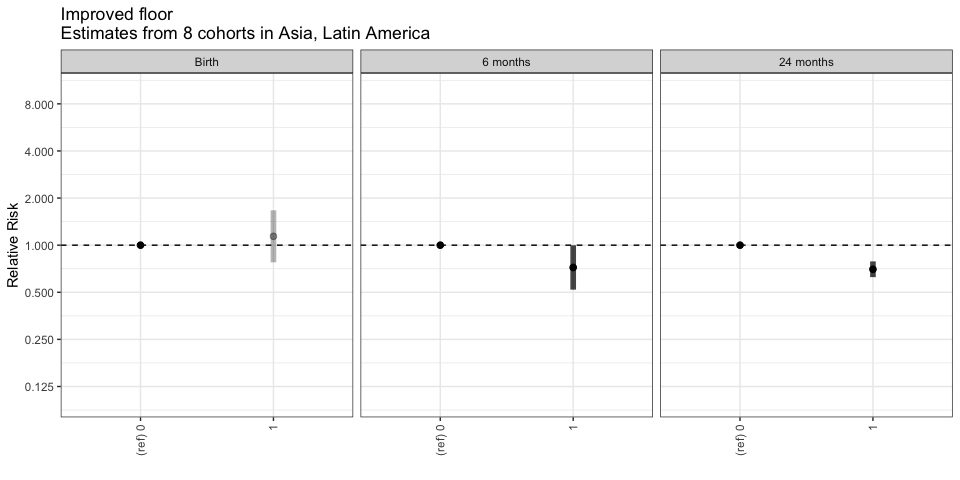 Improved floor
Estimates from 8 cohorts in Asia, Latin America
Birth
6 months
24 months
Relative Risk
8.000
4.000
2.000
1.000
0.500
0.250
0.125
(ref) 0
1
(ref) 0
1
(ref) 0
1